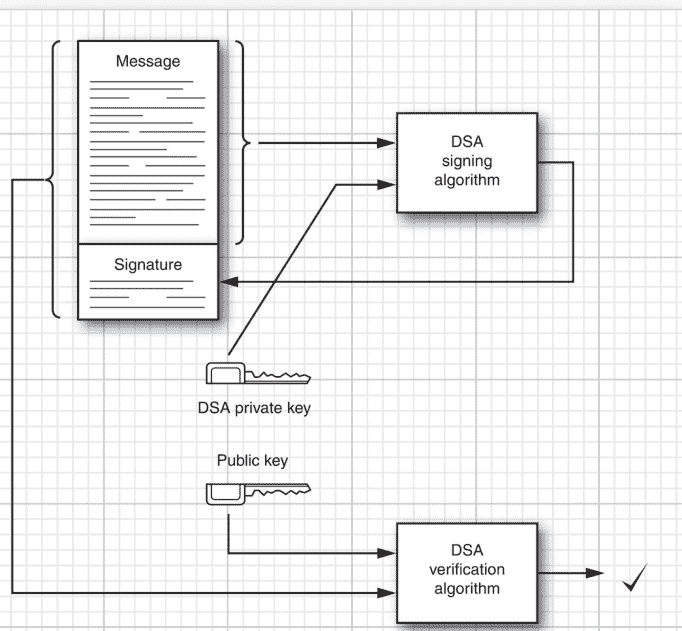 Message
DSA
signing
algorithm
Signature
DSA private key
Public key
DSA
verification
algorithm